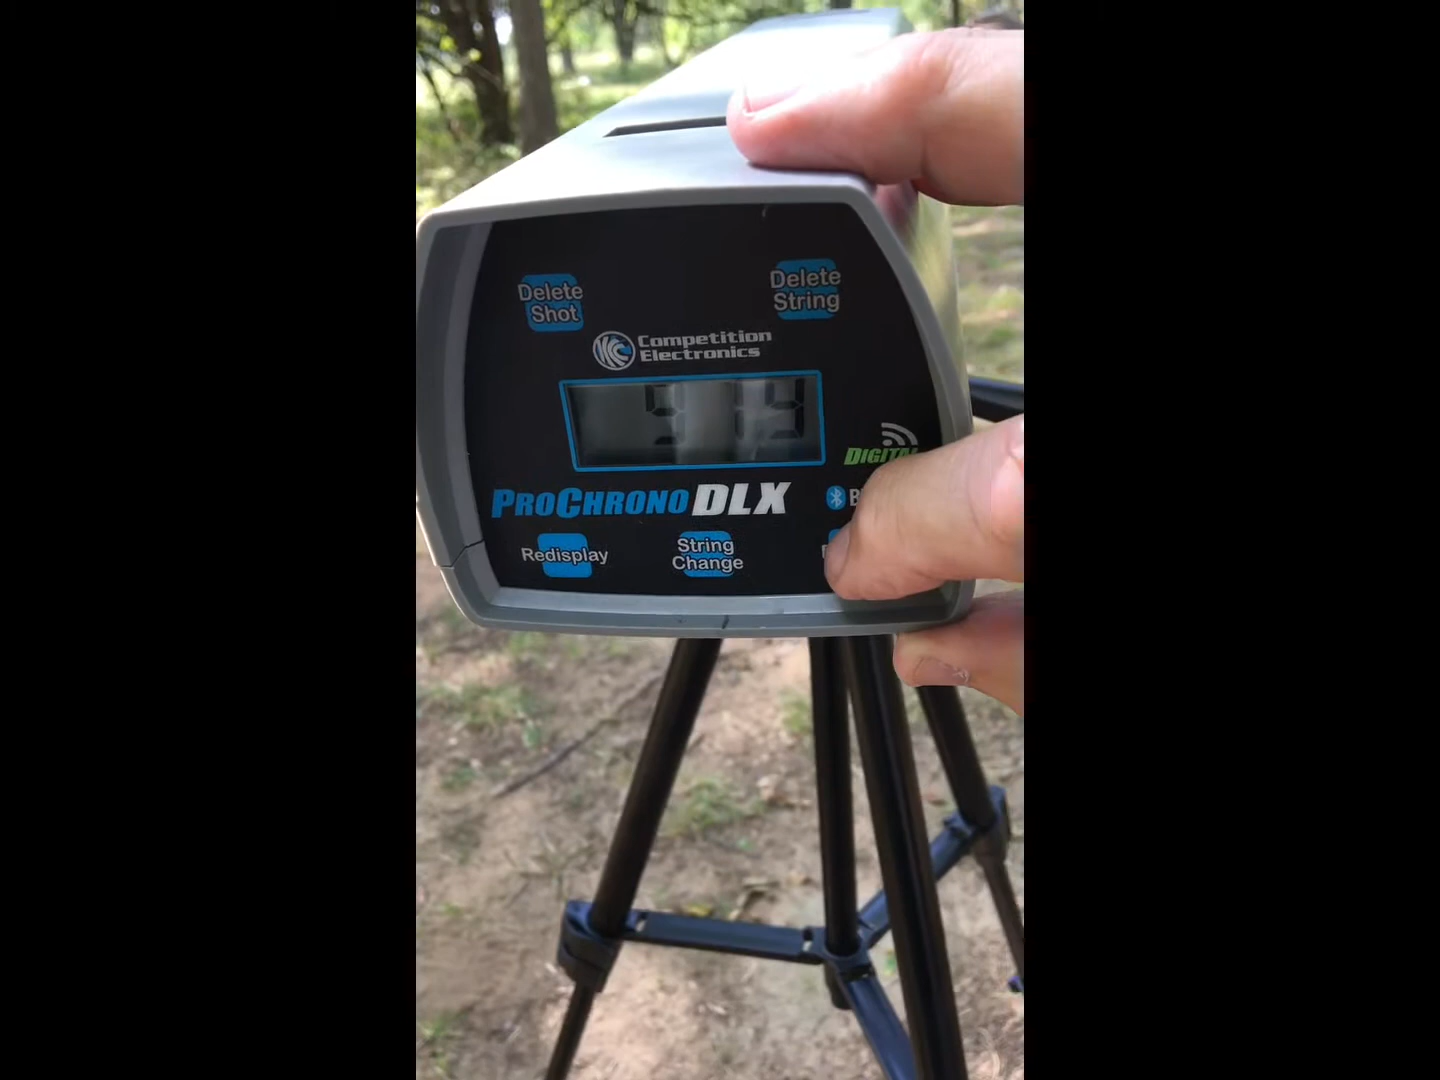 Delete
Shot
Delete
String
Competition
Electronics
PROCHRONO DLX
Redisplay
String
Change